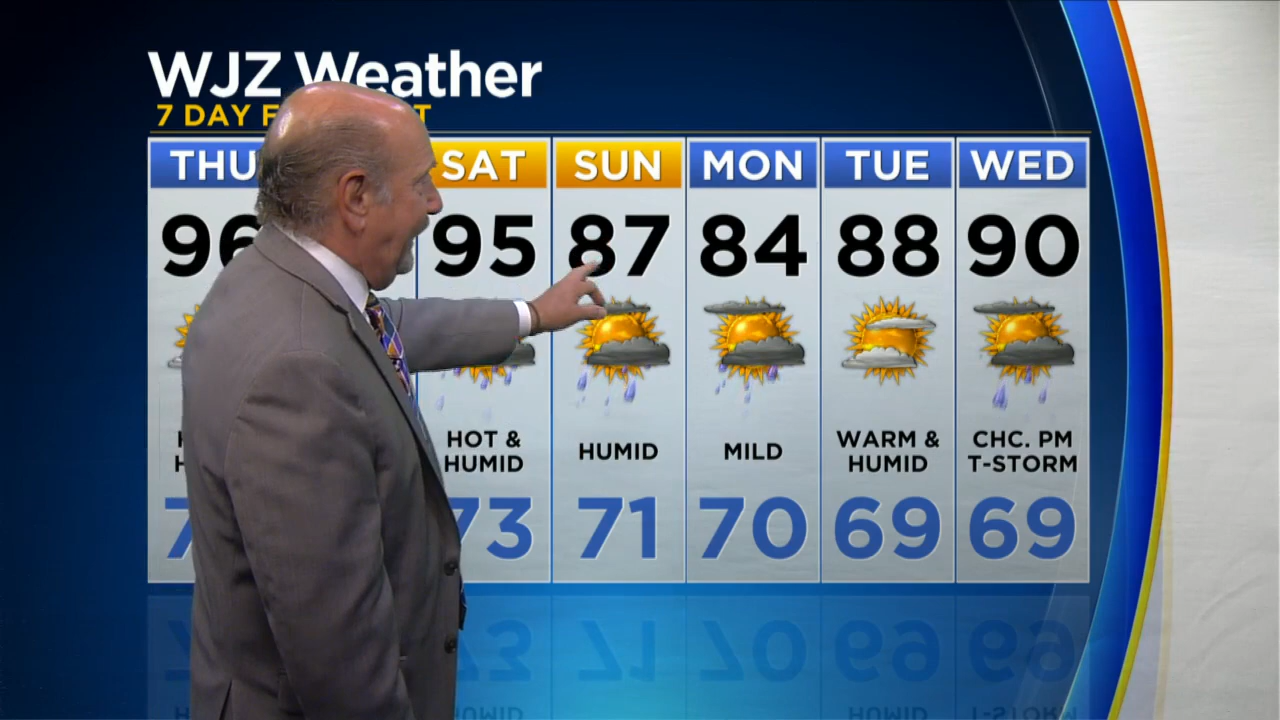 WJZ Weather
7 DAY
THU SAT SUN MON TUE WED
96 95 87 84 88 90
HOT & HUMID
HUMID
MILD
WARM & HUMID
CHC. PM T-STORM
73 71 70 69 69